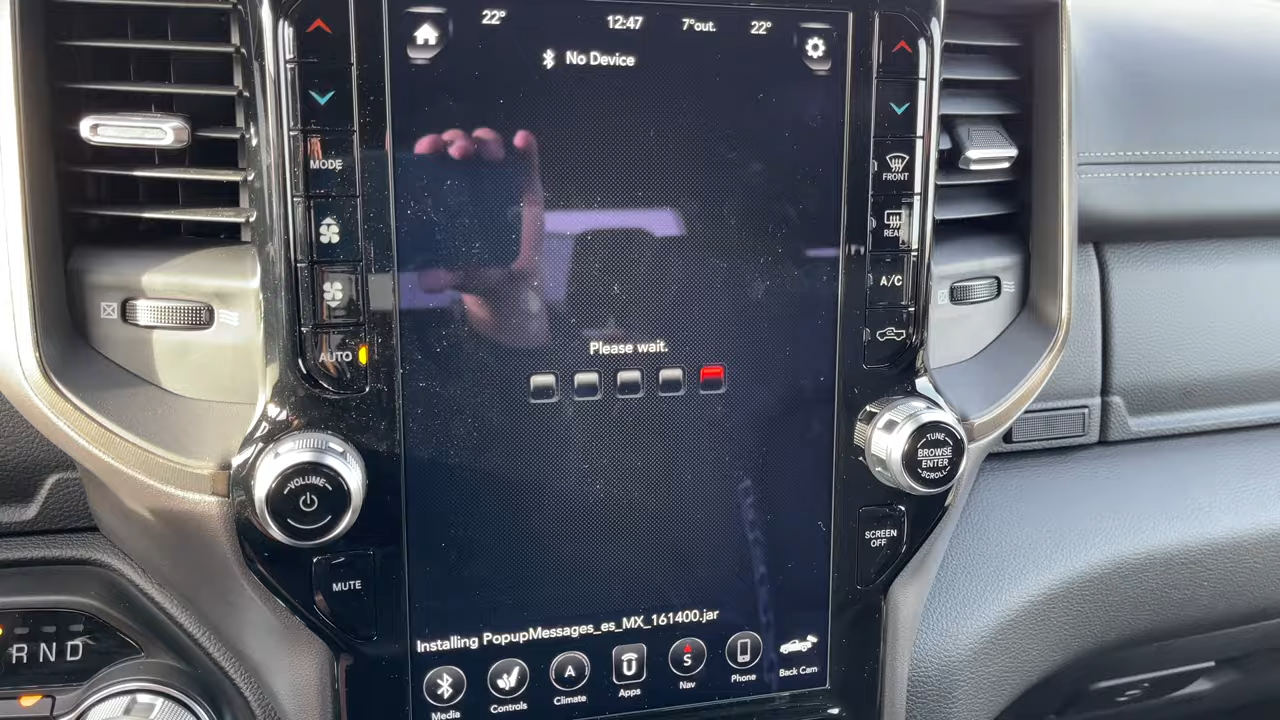 22°
12:47
7°out.
22°
No Device
MODE
FRONT
REAR
A/C
AUTO
Please wait.
VOLUME
TUNE
BROWSE
ENTER
SCROLL
SCREEN
OFF
MUTE
RND
Installing PopupMessages_es_MX_161400.jar
A
S
Media
Controls
Climate
Apps
Nav
Phone
Back Cam